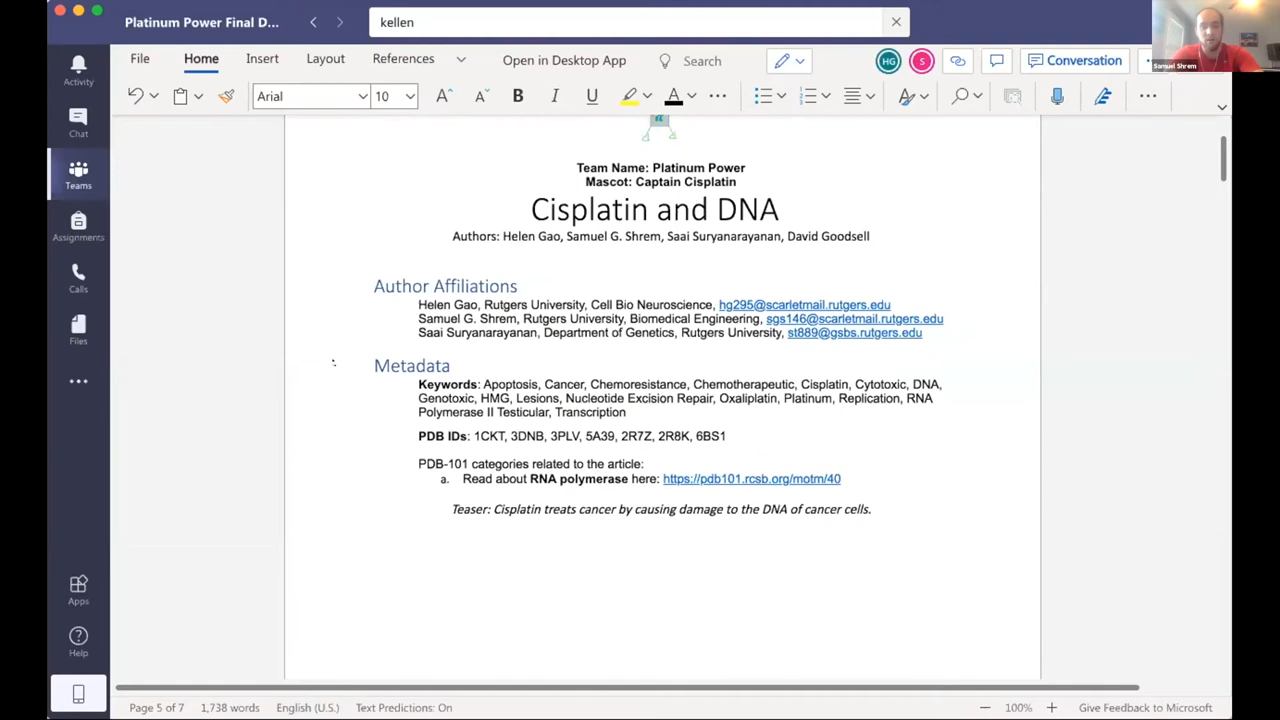 Platinum Power Final D...
kellen
Samuel Shrem
File
Home
Insert
Layout
References
Open in Desktop App
Search
HG
S
Conversation
Arial
10
B
I
U
A
Activity
Chat
Teams
Assignments
Calls
Files
Apps
Help
Team Name: Platinum Power
Mascot: Captain Cisplatin
Cisplatin and DNA
Authors: Helen Gao, Samuel G. Shrem, Saai Suryanarayanan, David Goodsell
Author Affiliations
Helen Gao, Rutgers University, Cell Bio Neuroscience, hg295@scarletmail.rutgers.edu
Samuel G. Shrem, Rutgers University, Biomedical Engineering, sgs146@scarletmail.rutgers.edu
Saai Suryanarayanan, Department of Genetics, Rutgers University, st889@gsbs.rutgers.edu
Metadata
Keywords: Apoptosis, Cancer, Chemoresistance, Chemotherapeutic, Cisplatin, Cytotoxic, DNA,
Genotoxic, HMG, Lesions, Nucleotide Excision Repair, Oxaliplatin, Platinum, Replication, RNA
Polymerase II Testicular, Transcription
PDB IDs: 1CKT, 3DNB, 3PLV, 5A39, 2R7Z, 2R8K, 6BS1
PDB-101 categories related to the article:
a. Read about RNA polymerase here: https://pdb101.rcsb.org/motm/40
Teaser: Cisplatin treats cancer by causing damage to the DNA of cancer cells.
Page 5 of 7
1,738 words
English (U.S.)
Text Predictions: On
100%
Give Feedback to Microsoft